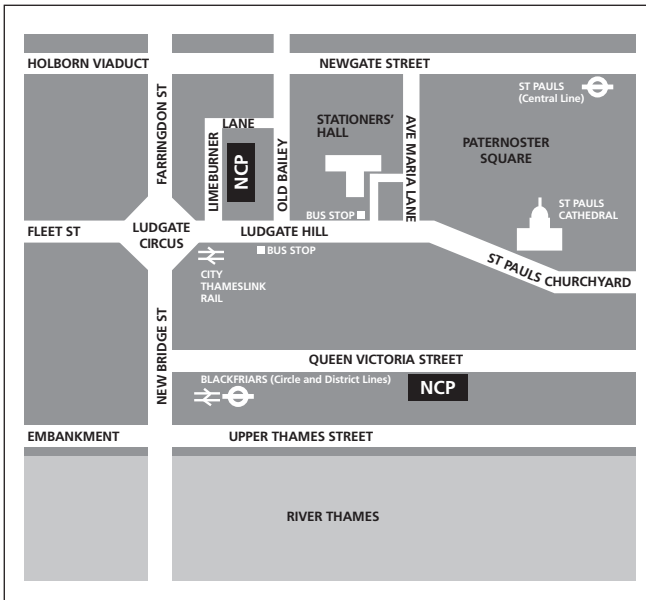 HOLBORN VIADUCT
NEWGATE STREET
ST PAULS
(Central Line)
FARRINGDON ST
LIMEBURNER
LANE
NCP
OLD BAILEY
STATIONERS'
HALL
AVE MARIA LANE
PATERNOSTER
SQUARE
BUS STOP
ST PAULS
CATHEDRAL
FLEET ST
LUDGATE
CIRCUS
LUDGATE HILL
BUS STOP
CITY
THAMESLINK
RAIL
ST PAULS CHURCHYARD
NEW BRIDGE ST
QUEEN VICTORIA STREET
BLACKFRIARS (Circle and District Lines)
NCP
EMBANKMENT
UPPER THAMES STREET
RIVER THAMES